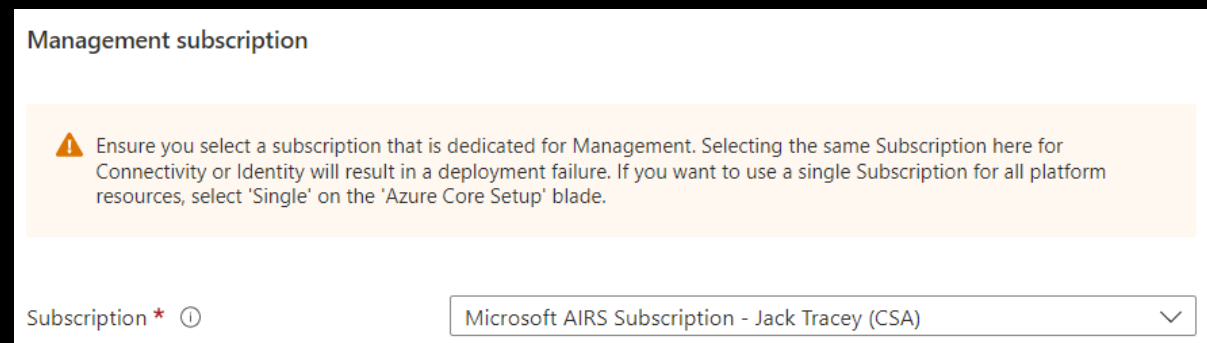 Management subscription
Ensure you select a subscription that is dedicated for Management. Selecting the same Subscription here for
Connectivity or Identity will result in a deployment failure. If you want to use a single Subscription for all platform
resources, select 'Single' on the 'Azure Core Setup' blade.
Subscription * Microsoft AIRS Subscription - Jack Tracey (CSA)